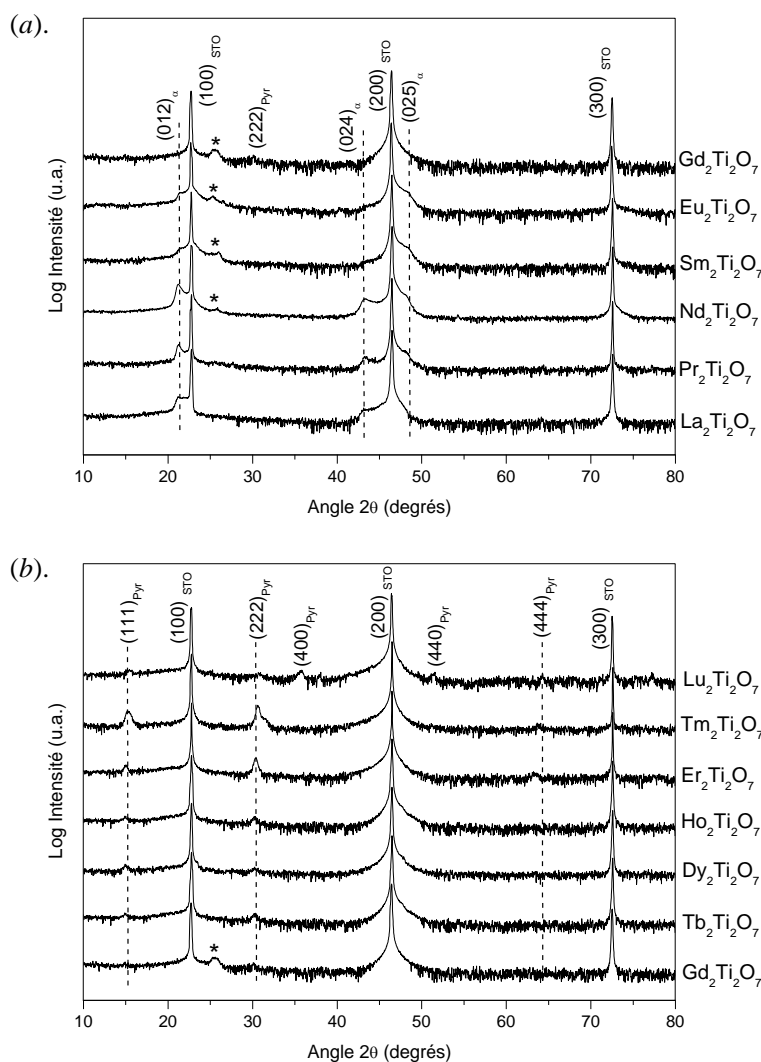 (a).
(012)α
(100) STO
(222)Pyr
(024)α
(200) STO
(025)α
(300) STO
*
*
*
*
Gd2Ti2O7
Eu2Ti2O7
Sm2Ti2O7
Nd2Ti2O7
Pr2Ti2O7
La2Ti2O7
Log Intensité (u.a.)
10 20 30 40 50 60 70 80
Angle 2θ (degrés)
(b).
(111)Pyr
(100) STO
(222)Pyr
(400)Pyr
(200) STO
(440)Pyr
(444)Pyr
(300) STO
Lu2Ti2O7
Tm2Ti2O7
Er2Ti2O7
Ho2Ti2O7
Dy2Ti2O7
Tb2Ti2O7
*
Gd2Ti2O7
Log Intensité (u.a.)
10 20 30 40 50 60 70 80
Angle 2θ (degrés)